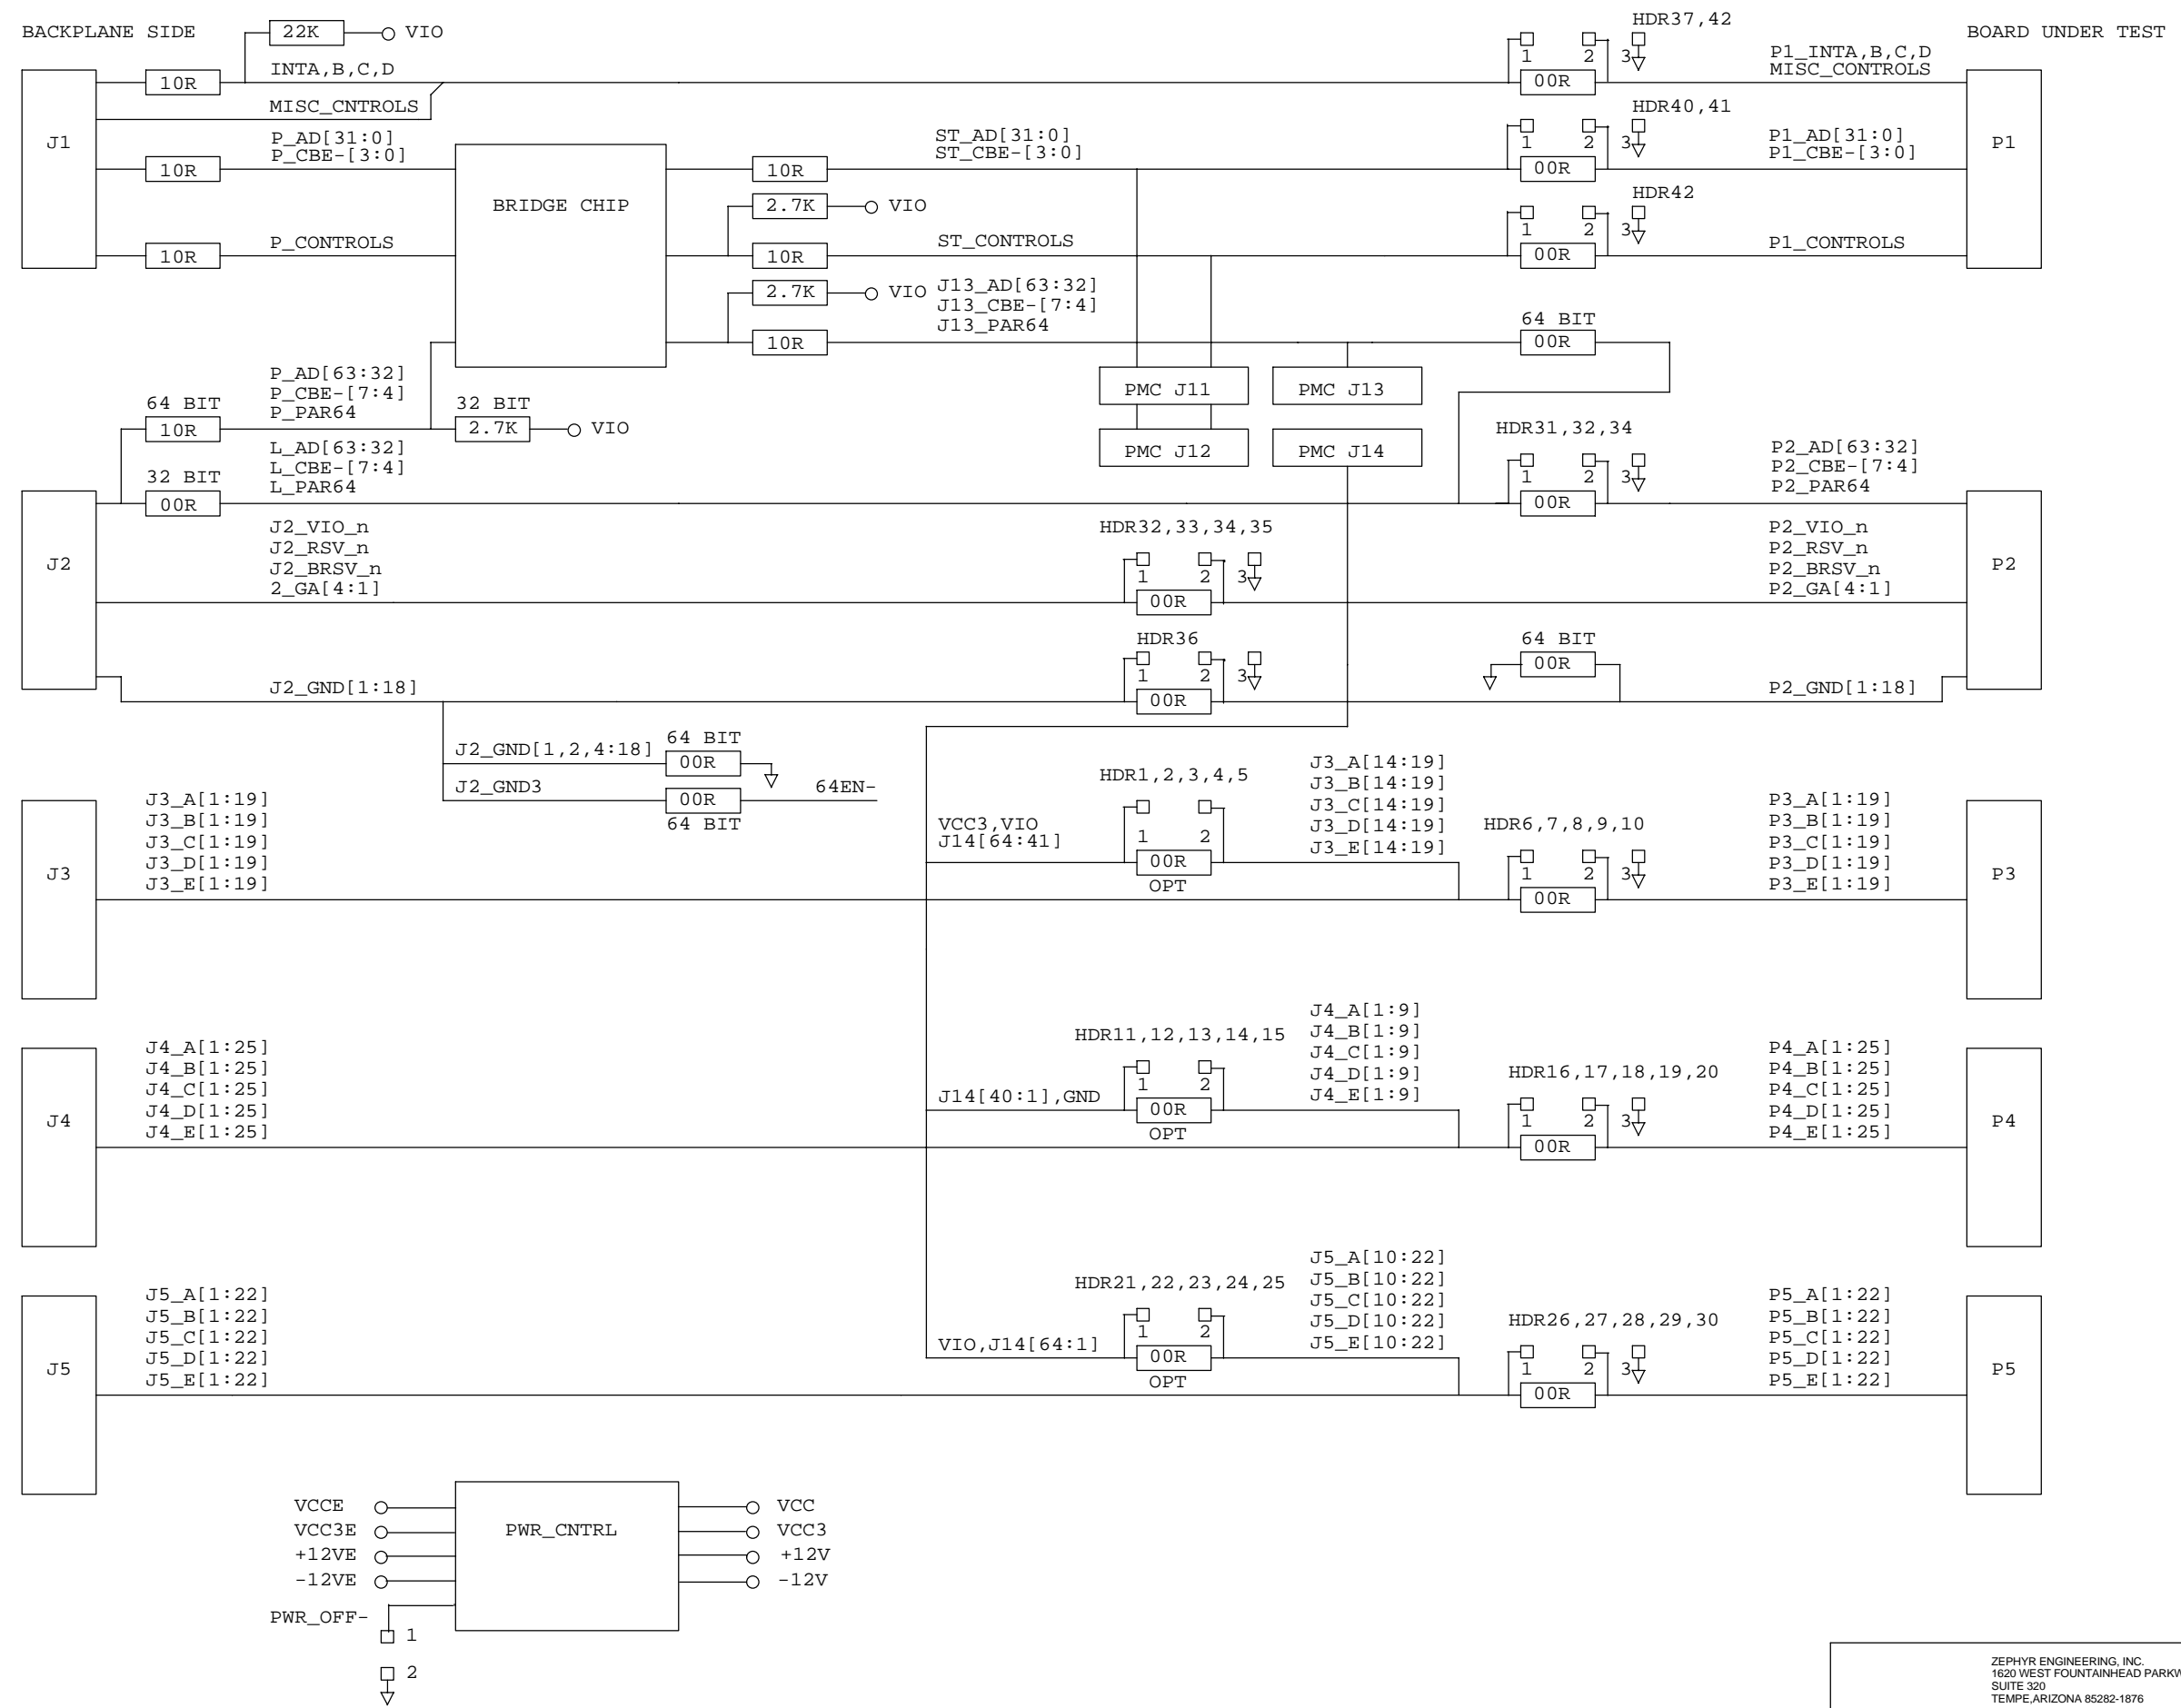 HDR37,42
BACKPLANE SIDE
22K
VIO
BOARD UNDER TEST
1
2
3
P1_INTA,B,C,D
MISC_CONTROLS
10R
INTA,B,C,D
00R
MISC_CNTROLS
HDR40,41
J1
P_AD[31:0]
P_CBE-[3:0]
ST_AD[31:0]
ST_CBE-[3:0]
1
2
3
P1_AD[31:0]
P1_CBE-[3:0]
P1
10R
10R
00R
BRIDGE CHIP
2.7K
VIO
HDR42
1
2
3
P_CONTROLS
ST_CONTROLS
P1_CONTROLS
10R
10R
00R
2.7K
VIO
J13_AD[63:32]
J13_CBE-[7:4]
J13_PAR64
64 BIT
10R
00R
P_AD[63:32]
P_CBE-[7:4]
P_PAR64
PMC J11
PMC J13
64 BIT
10R
32 BIT
2.7K
VIO
HDR31,32,34
L_AD[63:32]
L_CBE-[7:4]
L_PAR64
PMC J12
PMC J14
P2_AD[63:32]
P2_CBE-[7:4]
P2_PAR64
32 BIT
00R
1
2
3
00R
J2
J2_VIO_n
J2_RSV_n
J2_BRSV_n
2_GA[4:1]
HDR32,33,34,35
1
2
3
00R
P2_VIO_n
P2_RSV_n
P2_BRSV_n
P2_GA[4:1]
P2
HDR36
1
2
3
00R
64 BIT
00R
J2_GND[1:18]
P2_GND[1:18]
J2_GND[1,2,4:18]
64 BIT
00R
J2_GND3
00R
64EN-
64 BIT
J3
J3_A[1:19]
J3_B[1:19]
J3_C[1:19]
J3_D[1:19]
J3_E[1:19]
HDR1,2,3,4,5
VCC3,VIO
J14[64:41]
1
2
00R
OPT
J3_A[14:19]
J3_B[14:19]
J3_C[14:19]
J3_D[14:19]
J3_E[14:19]
HDR6,7,8,9,10
1
2
3
00R
P3_A[1:19]
P3_B[1:19]
P3_C[1:19]
P3_D[1:19]
P3_E[1:19]
P3
J4
J4_A[1:25]
J4_B[1:25]
J4_C[1:25]
J4_D[1:25]
J4_E[1:25]
HDR11,12,13,14,15
J14[40:1],GND
1
2
00R
OPT
J4_A[1:9]
J4_B[1:9]
J4_C[1:9]
J4_D[1:9]
J4_E[1:9]
HDR16,17,18,19,20
1
2
3
00R
P4_A[1:25]
P4_B[1:25]
P4_C[1:25]
P4_D[1:25]
P4_E[1:25]
P4
J5
J5_A[1:22]
J5_B[1:22]
J5_C[1:22]
J5_D[1:22]
J5_E[1:22]
HDR21,22,23,24,25
VIO,J14[64:1]
1
2
00R
OPT
J5_A[10:22]
J5_B[10:22]
J5_C[10:22]
J5_D[10:22]
J5_E[10:22]
HDR26,27,28,29,30
1
2
3
00R
P5_A[1:22]
P5_B[1:22]
P5_C[1:22]
P5_D[1:22]
P5_E[1:22]
P5
VCCE
VCC
VCC3E
PWR_CNTRL
VCC3
+12VE
+12V
-12VE
-12V
PWR_OFF-
1
2
ZEPHYR ENGINEERING, INC.
1620 WEST FOUNTAINHEAD PARKW
SUITE 320
TEMPE,ARIZONA 85282-1876